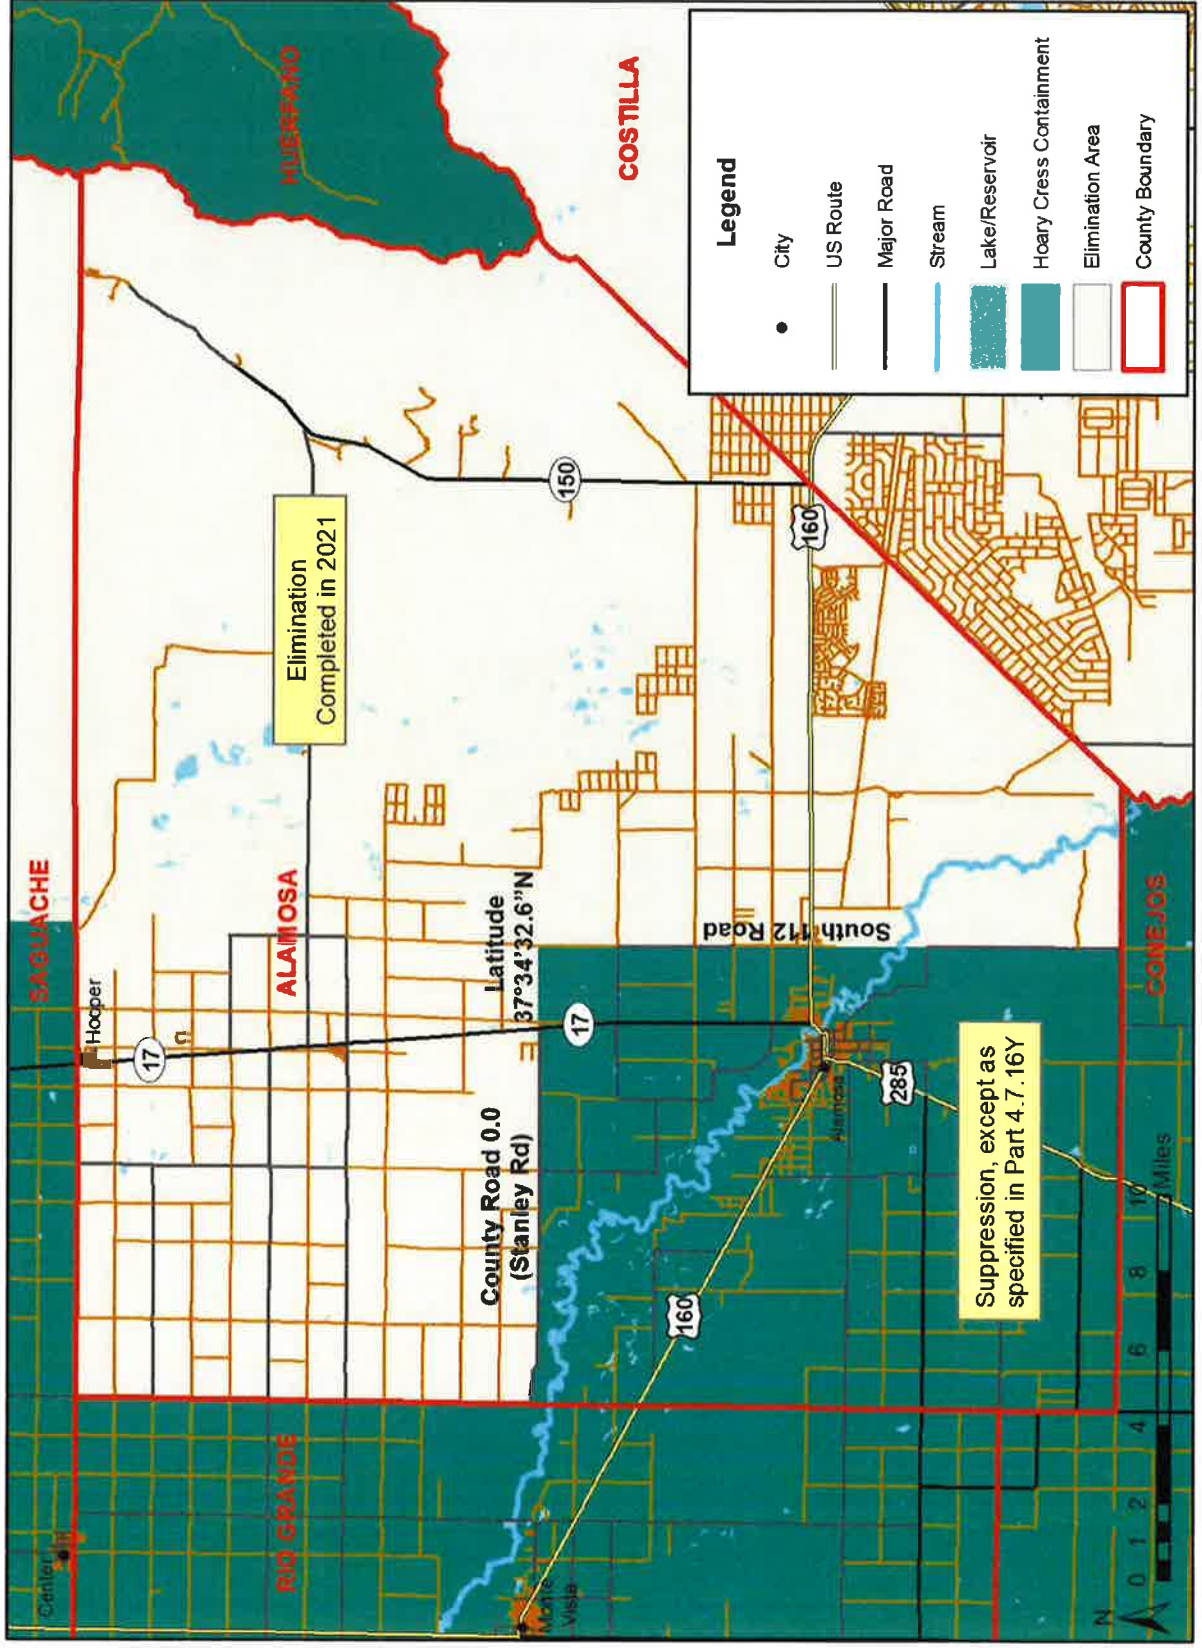 SAGUACHE
HUERFANO
COSTILLA
Center
Hooper
17
ALAMOSA
RIO GRANDE
Elimination
Completed in 2021
150
County Road 0.0
(Stanley Rd)
Latitude
37°34'32.6"N
17
Monte
Vista
160
160
South 112 Road
Alamosa
285
Suppression, except as
specified in Part 4.7.16Y
CONEJOS
N
0 1 2 4 6 8 10
Miles
Legend
City
US Route
Major Road
Stream
Lake/Reservoir
Hoary Cress Containment
Elimination Area
County Boundary